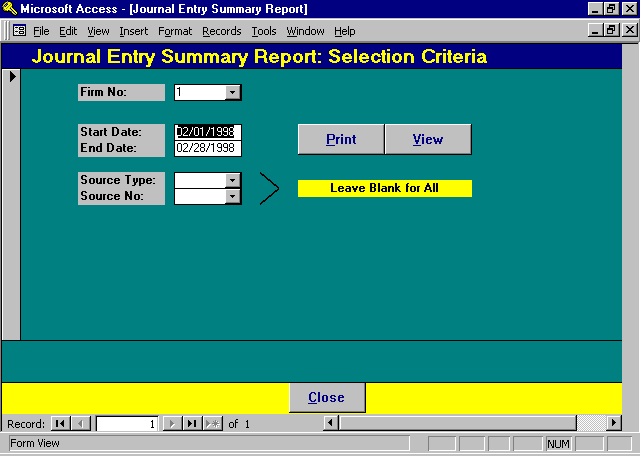 Microsoft Access - [Journal Entry Summary Report]
File Edit View Insert Format Records Tools Window Help
Journal Entry Summary Report: Selection Criteria
Firm No: 1
Start Date: 02/01/1998
End Date: 02/28/1998
Print View
Source Type:
Source No:
Leave Blank for All
Close
Record: 1 of 1
Form View NUM